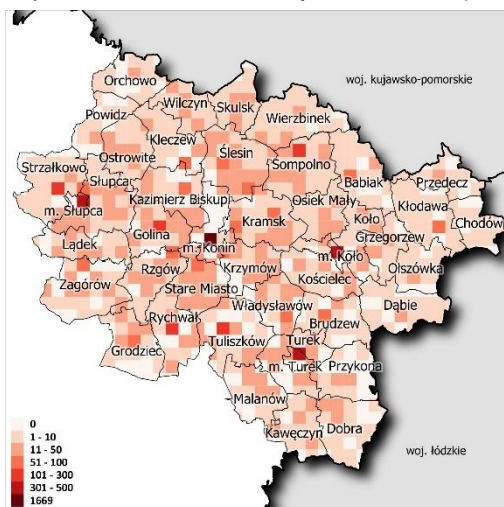 woj. kujawsko-pomorskie
Orchowo
Wilczyn
Skulsk
Wierzbinek
Powidz
Kleczew
Ślesin
Sompolno
Ostrowite
Strzałkowo
Słupca
m. Słupca
Kazimierz Biskupi
Osiek Mały
Babiak
Przedecz
Kłodawa
Chodów
Kramsk
Koło
Grzegorzew
Lądek
Golina
m. Konin
m. Koło
Olszówka
Rzgów
Krzymów
Kościelec
Zagórów
Stare Miasto
Dąbie
Władysławów
Rychwał
Brudzew
Grodziec
Tuliszków
Turek
m. Turek
Przykona
Malanów
Kawęczyn
Dobra
woj. łódzkie
0
1 - 10
11 - 50
51 - 100
101 - 300
301 - 500
1669